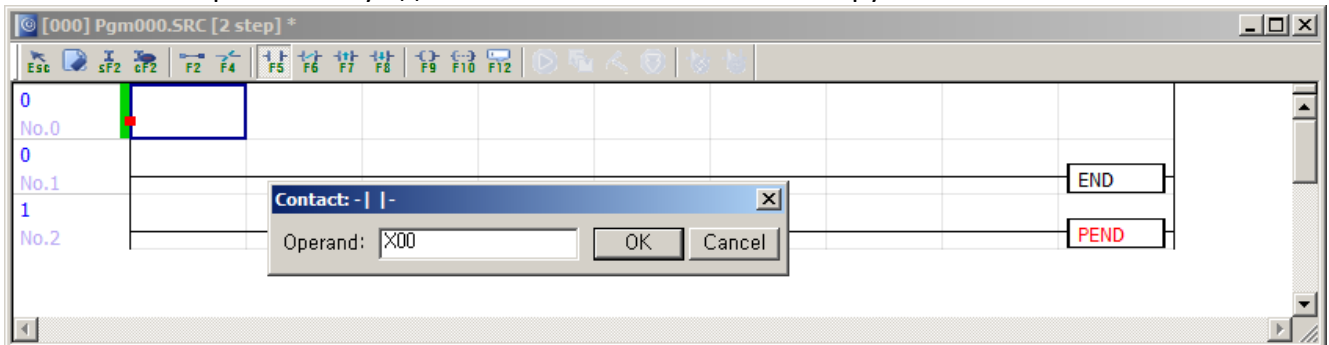 [000] Pgm000.SRC [2 step] *
Esc sF2 cF2 F2 F4 F5 F6 F7 F8 F9 F10 F12
0
No.0
0
No.1 END
Contact: -| |-
1
Operand: X00 OK Cancel
No.2 PEND